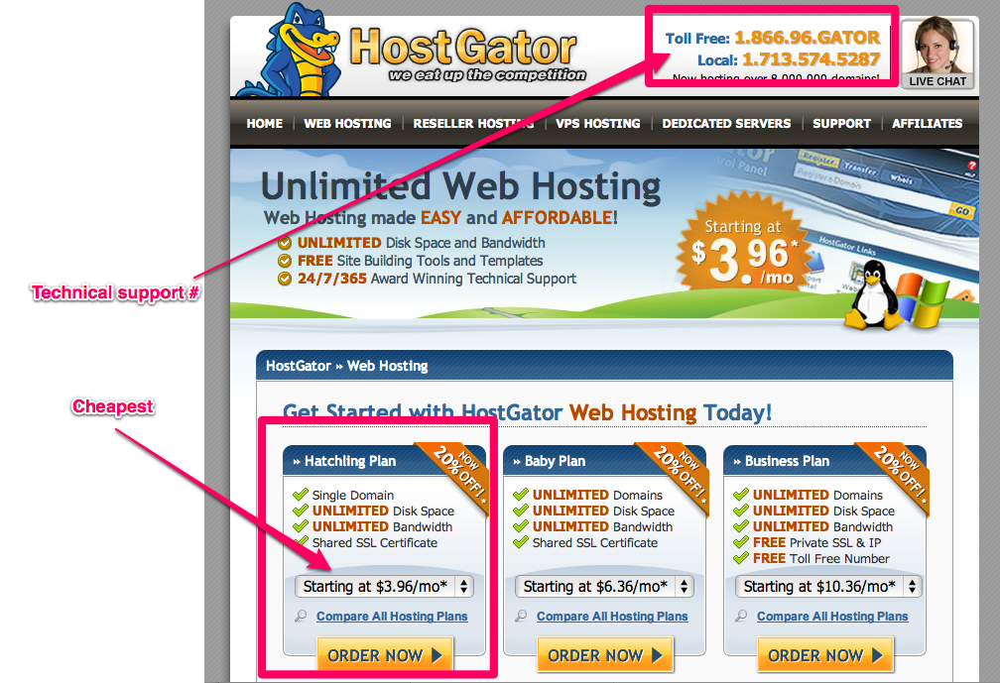 HostGator
we eat up the competition
Toll Free: 1.866.96.GATOR
Local: 1.713.574.5287
Now hosting over 8,000,000 domains!
LIVE CHAT
HOME WEB HOSTING RESELLER HOSTING VPS HOSTING DEDICATED SERVERS SUPPORT AFFILIATES
Unlimited Web Hosting
Web Hosting made EASY and AFFORDABLE!
UNLIMITED Disk Space and Bandwidth
FREE Site Building Tools and Templates
24/7/365 Award Winning Technical Support
Register Transfer Whois
Register a Domain
GO
HostGator Links
Starting at
$3.96*
/mo
Technical support #
Cheapest
HostGator » Web Hosting
Get Started with HostGator Web Hosting Today!
» Hatchling Plan
NOW
20% OFF!*
Single Domain
UNLIMITED Disk Space
UNLIMITED Bandwidth
Shared SSL Certificate
Starting at $3.96/mo*
Compare All Hosting Plans
ORDER NOW
» Baby Plan
NOW
20% OFF!*
UNLIMITED Domains
UNLIMITED Disk Space
UNLIMITED Bandwidth
Shared SSL Certificate
Starting at $6.36/mo*
Compare All Hosting Plans
ORDER NOW
» Business Plan
NOW
20% OFF!*
UNLIMITED Domains
UNLIMITED Disk Space
UNLIMITED Bandwidth
FREE Private SSL & IP
FREE Toll Free Number
Starting at $10.36/mo*
Compare All Hosting Plans
ORDER NOW